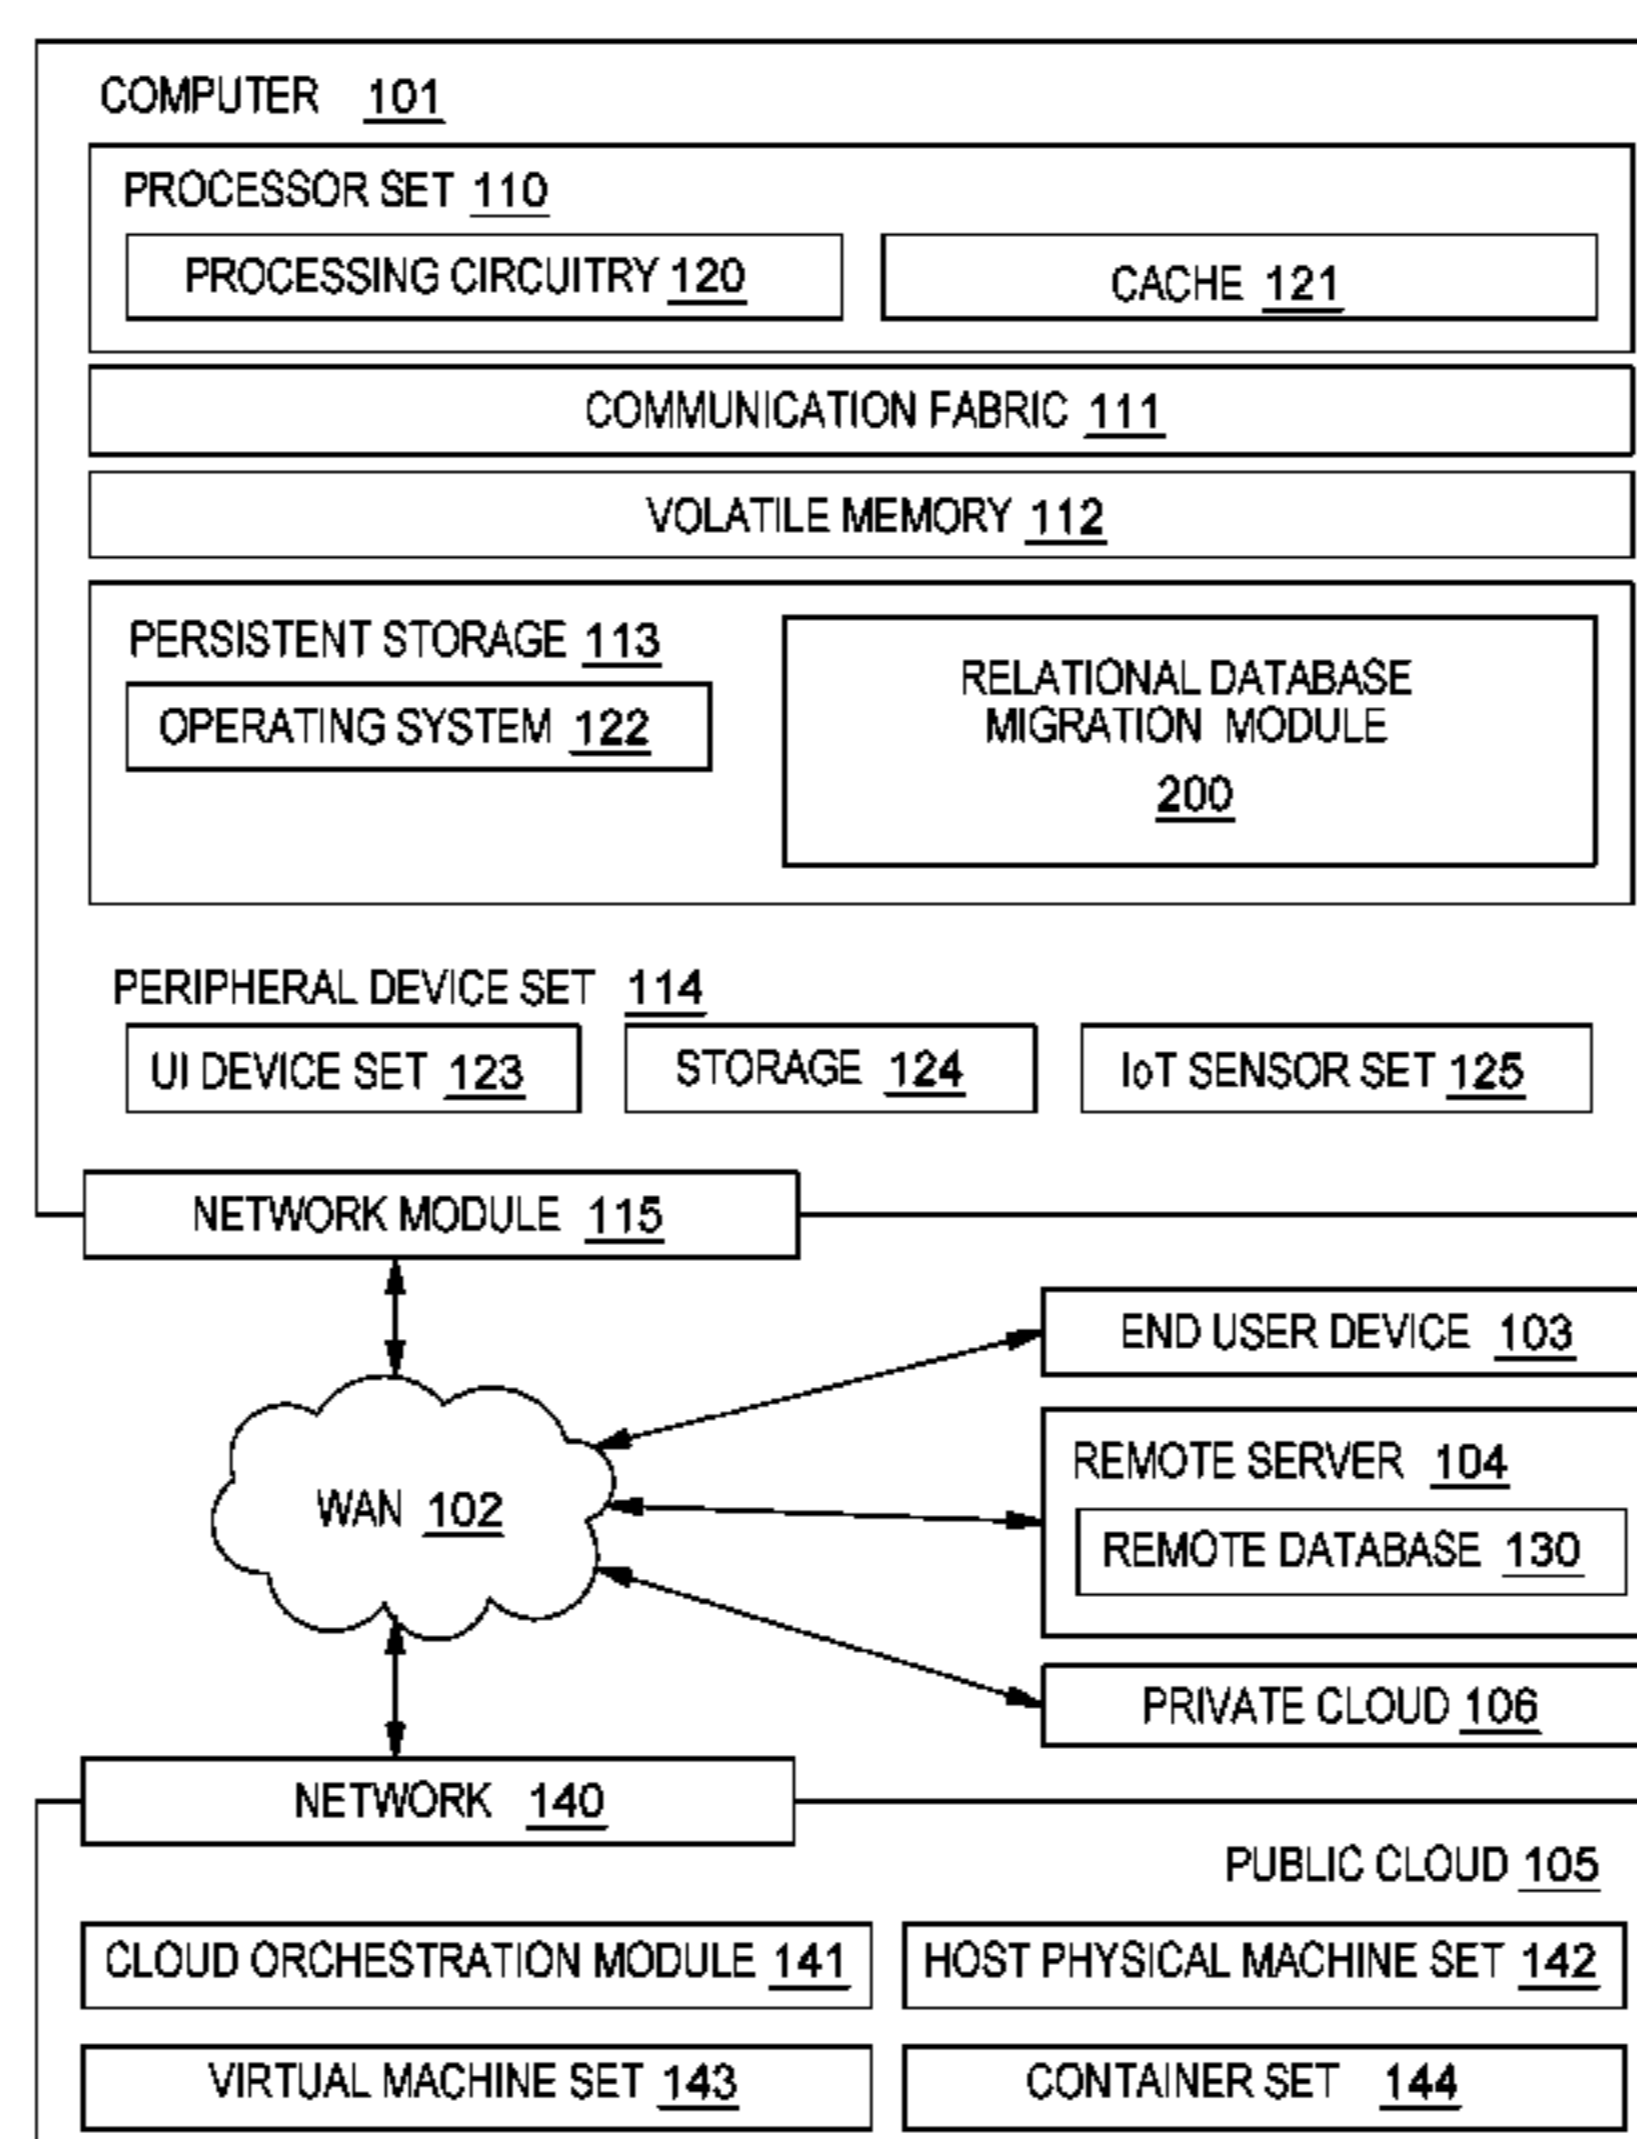 COMPUTER 101
PROCESSOR SET 110
PROCESSING CIRCUITRY 120
CACHE 121
COMMUNICATION FABRIC 111
VOLATILE MEMORY 112
PERSISTENT STORAGE 113
OPERATING SYSTEM 122
RELATIONAL DATABASE
MIGRATION MODULE
200
PERIPHERAL DEVICE SET 114
UI DEVICE SET 123
STORAGE 124
IoT SENSOR SET 125
NETWORK MODULE 115
END USER DEVICE 103
REMOTE SERVER 104
WAN 102
REMOTE DATABASE 130
PRIVATE CLOUD 106
NETWORK 140
PUBLIC CLOUD 105
CLOUD ORCHESTRATION MODULE 141
HOST PHYSICAL MACHINE SET 142
VIRTUAL MACHINE SET 143
CONTAINER SET 144